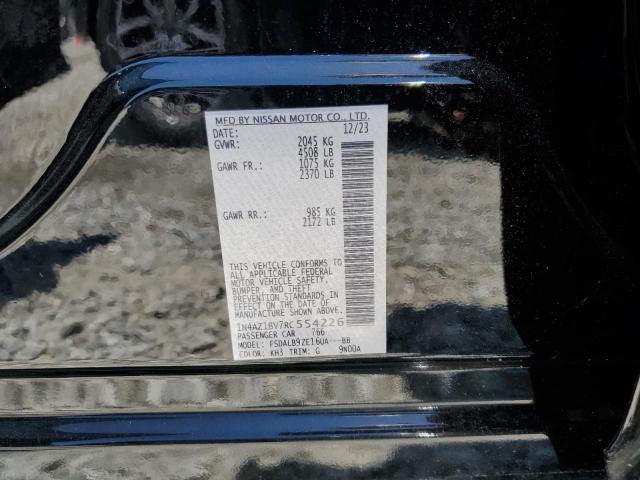 MFD BY NISSAN MOTOR CO., LTD.
DATE: 12/23
GVWR: 2045 KG
4508 LB
GAWR FR.: 1075 KG
2370 LB
GAWR RR.: 985 KG
2172 LB
THIS VEHICLE CONFORMS TO
ALL APPLICABLE FEDERAL
MOTOR VEHICLE SAFETY,
BUMPER, AND THEFT
PREVENTION STANDARDS
IN EFFECT ON THE DATE OF
MANUFACTURE SHOWN ABOVE.
1N4AZ1BV7RC554226
PASSENGER CAR 766
MODEL: FSDALB9ZE16UA---BB
COLOR: KH3 TRIM: G 9N00A